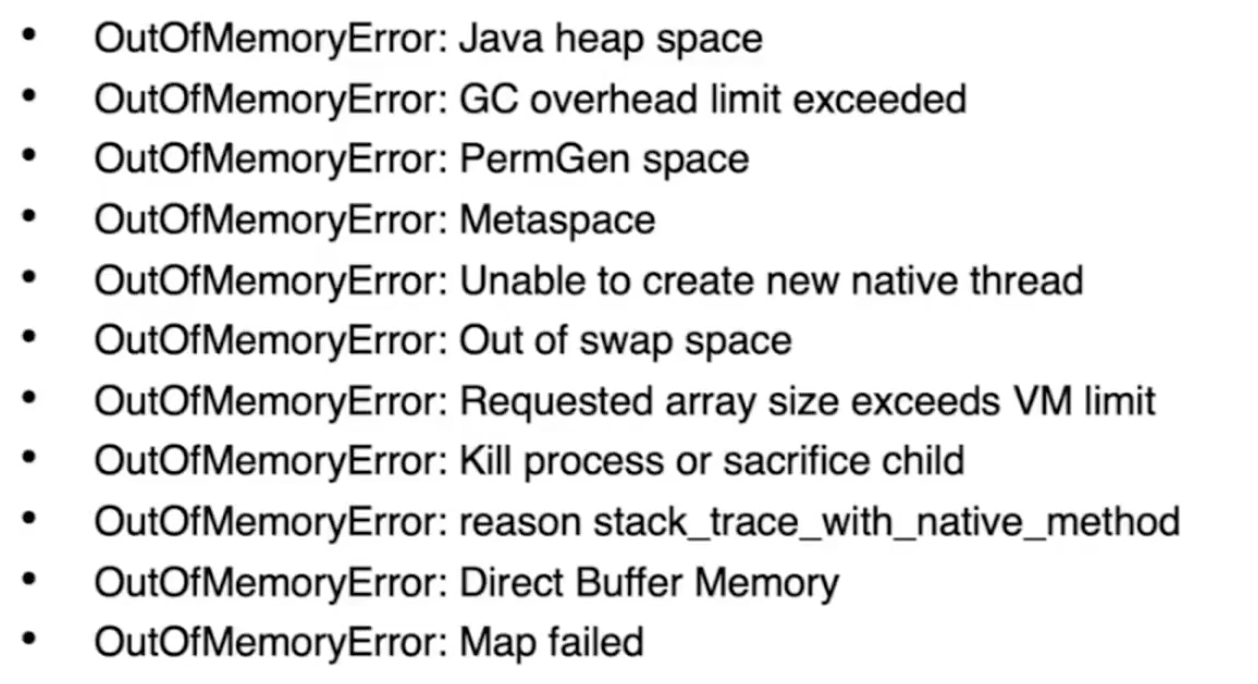 • OutOfMemoryError: Java heap space
• OutOfMemoryError: GC overhead limit exceeded
• OutOfMemoryError: PermGen space
• OutOfMemoryError: Metaspace
• OutOfMemoryError: Unable to create new native thread
• OutOfMemoryError: Out of swap space
• OutOfMemoryError: Requested array size exceeds VM limit
• OutOfMemoryError: Kill process or sacrifice child
• OutOfMemoryError: reason stack_trace_with_native_method
• OutOfMemoryError: Direct Buffer Memory
• OutOfMemoryError: Map failed